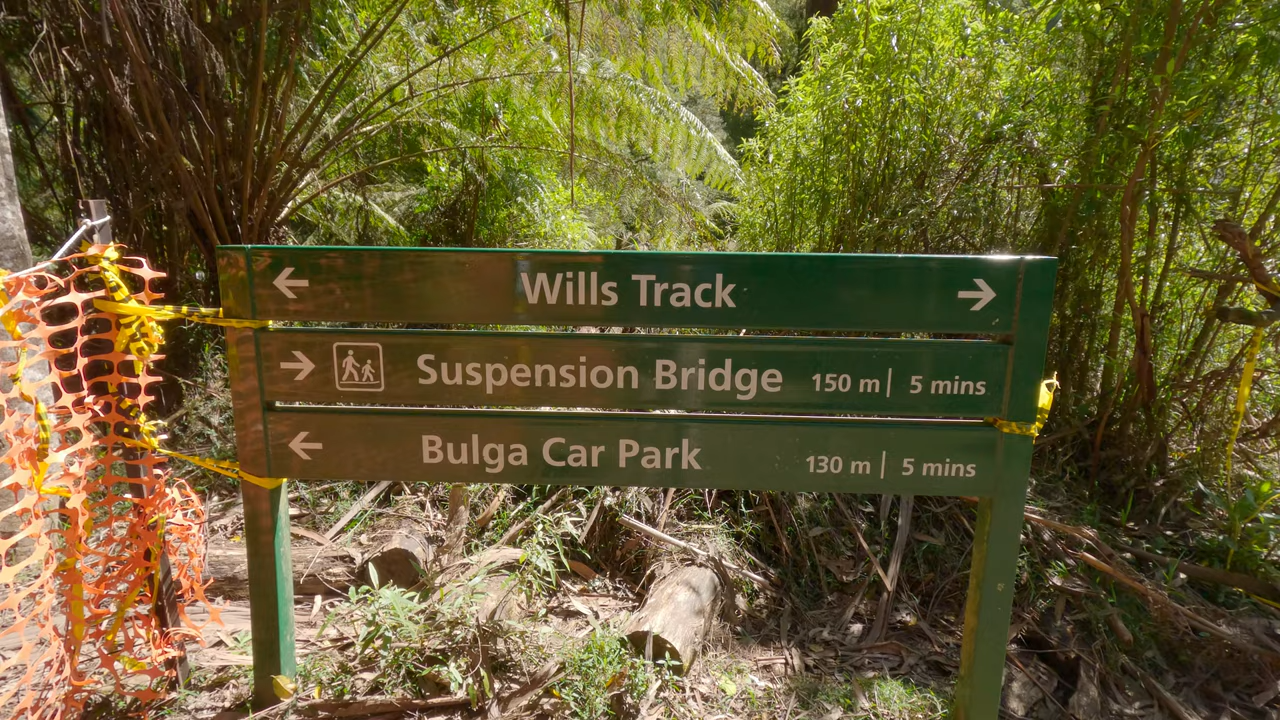 ← Wills Track →
→ Suspension Bridge 150 m | 5 mins
← Bulga Car Park 130 m | 5 mins